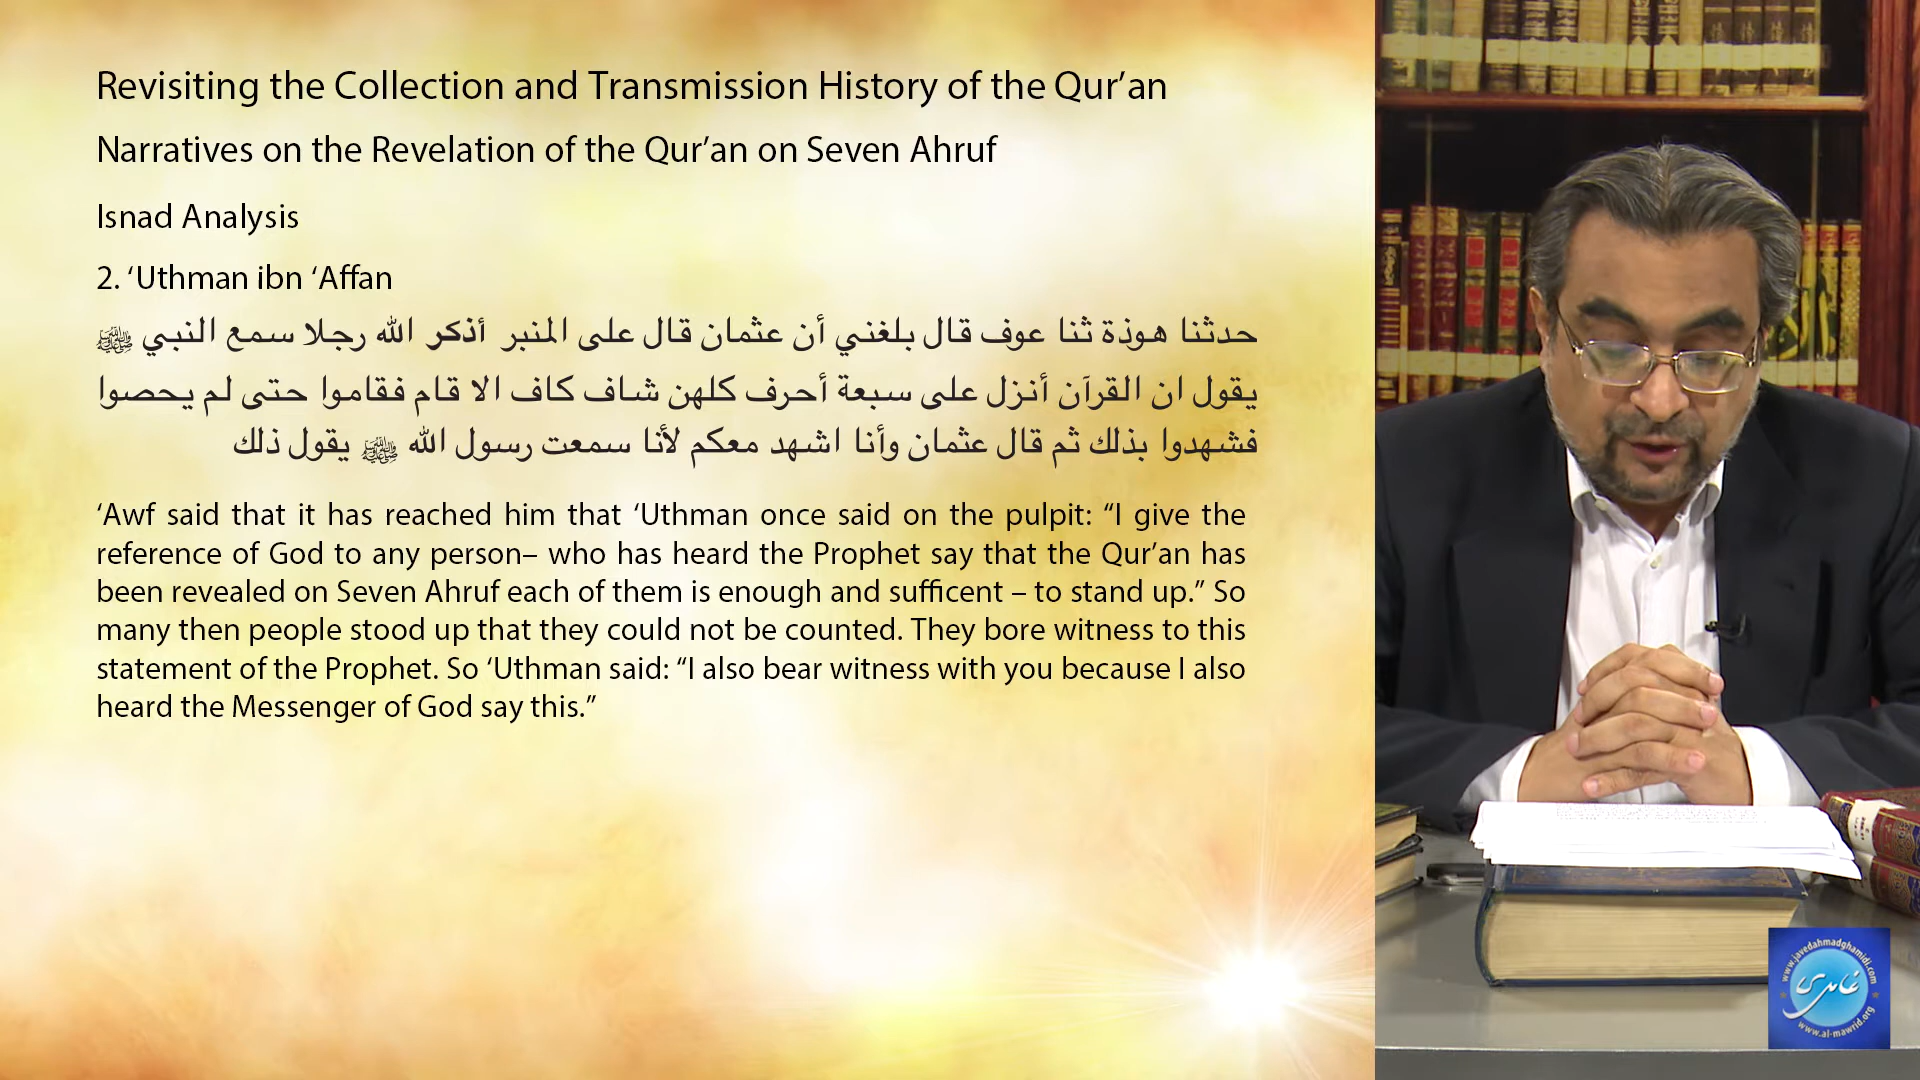 Revisiting the Collection and Transmission History of the Qur’an
Narratives on the Revelation of the Qur’an on Seven Ahruf
Isnad Analysis
2. ‘Uthman ibn ‘Affan
حدثنا هوذة ثنا عوف قال بلغني أن عثمان قال على المنبر أذكر الله رجلا سمع النبي ﷺ
يقول ان القرآن أنزل على سبعة أحرف كلهن شاف كاف الا قام فقاموا حتى لم يحصوا
فشهدوا بذلك ثم قال عثمان وأنا اشهد معكم لأنا سمعت رسول الله ﷺ يقول ذلك
‘Awf said that it has reached him that ‘Uthman once said on the pulpit: “I give the
reference of God to any person– who has heard the Prophet say that the Qur’an has
been revealed on Seven Ahruf each of them is enough and sufficent – to stand up.” So
many then people stood up that they could not be counted. They bore witness to this
statement of the Prophet. So ‘Uthman said: “I also bear witness with you because I also
heard the Messenger of God say this.”
www.javedahmadghamidi.com
غامدی
www.al-mawrid.org